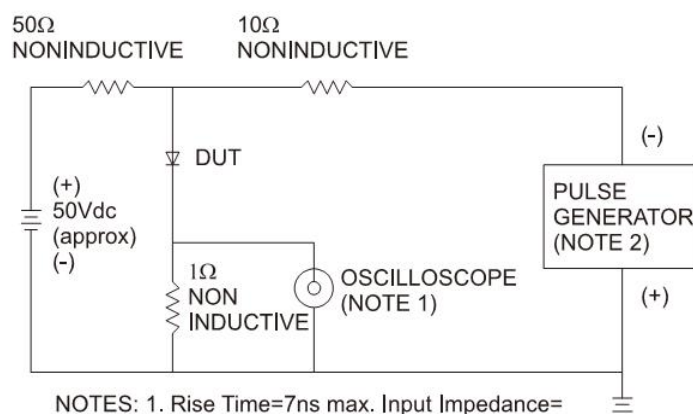 50Ω
NONINDUCTIVE
10Ω
NONINDUCTIVE
DUT
(+)
50Vdc
(approx)
(-)
1Ω
NON
INDUCTIVE
OSCILLOSCOPE
(NOTE 1)
(-)
PULSE
GENERATOR
(NOTE 2)
(+)
NOTES: 1. Rise Time=7ns max. Input Impedance=